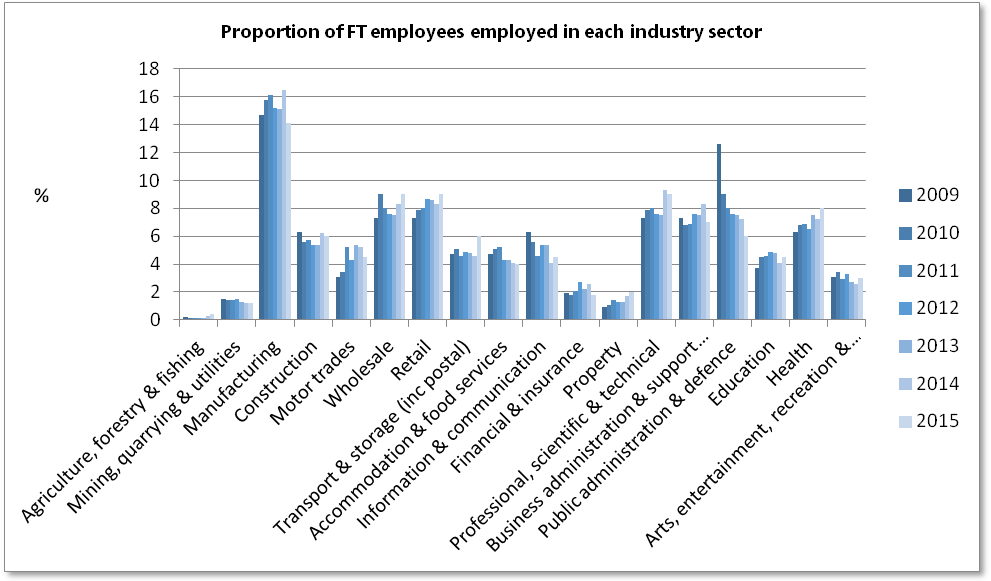 Proportion of FT employees employed in each industry sector
18
16
14
12
10
8
6
4
2
0
%
Agriculture, forestry & fishing
Mining, quarrying & utilities
Manufacturing
Construction
Motor trades
Wholesale
Retail
Transport & storage (inc postal)
Accommodation & food services
Information & communication
Financial & insurance
Property
Professional, scientific & technical
Business administration & support...
Public administration & defence
Education
Health
Arts, entertainment, recreation &...
2009
2010
2011
2012
2013
2014
2015